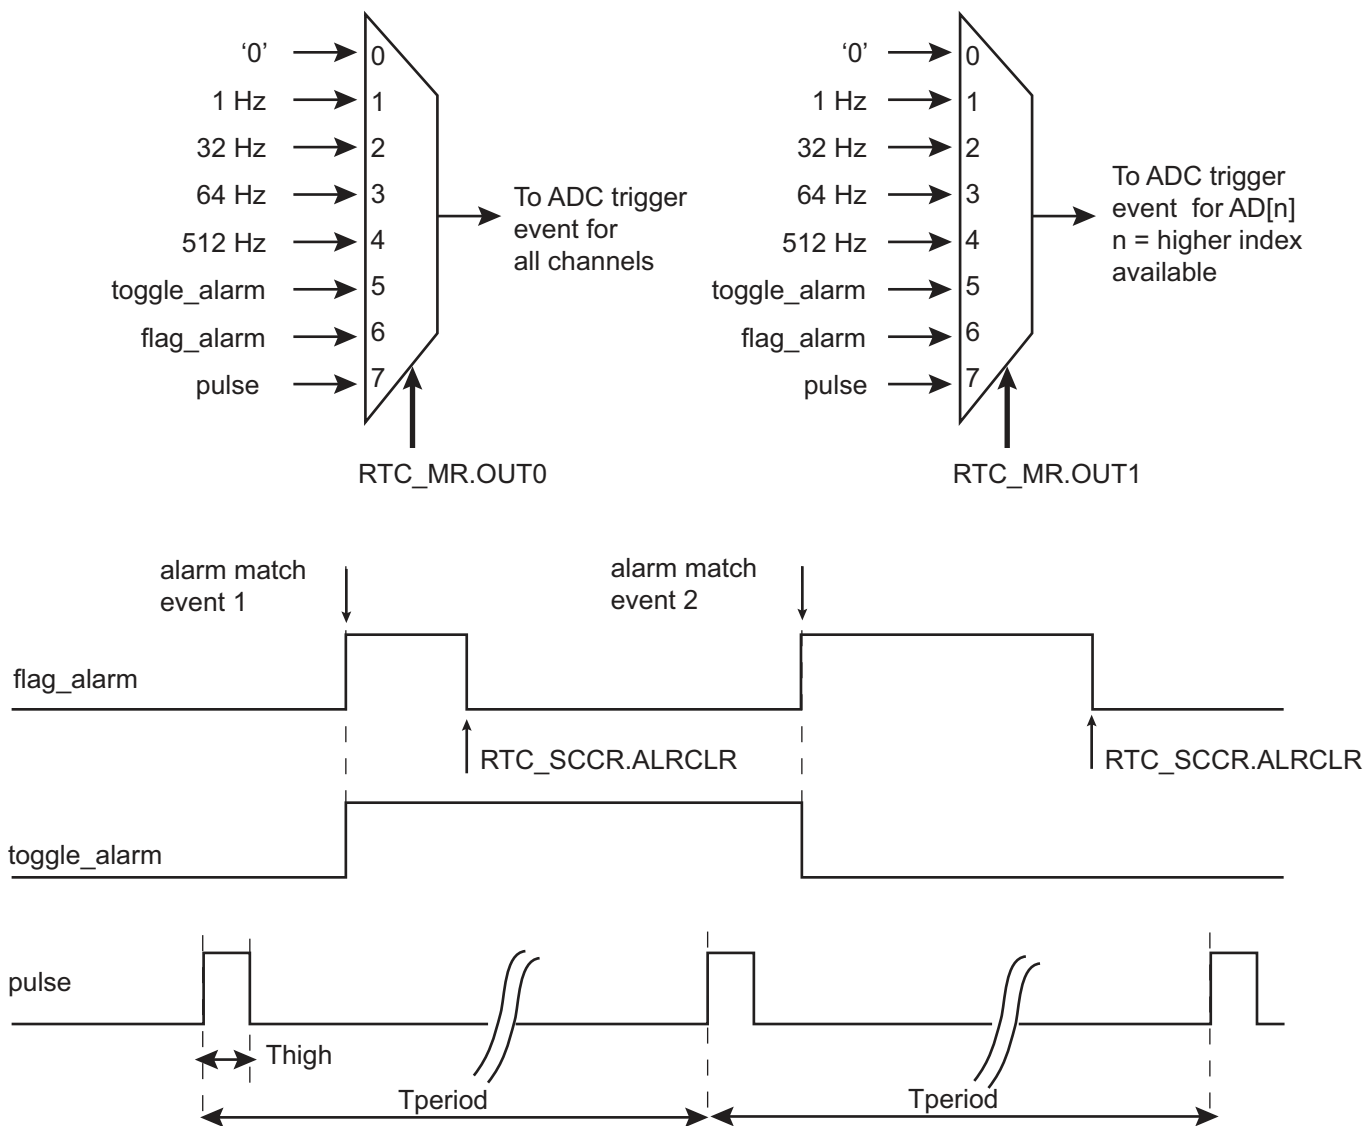 ‘0’ 0
1 Hz 1
32 Hz 2
64 Hz 3
512 Hz 4
toggle_alarm 5
flag_alarm 6
pulse 7
To ADC trigger
event for
all channels
RTC_MR.OUT0
‘0’ 0
1 Hz 1
32 Hz 2
64 Hz 3
512 Hz 4
toggle_alarm 5
flag_alarm 6
pulse 7
To ADC trigger
event for AD[n]
n = higher index
available
RTC_MR.OUT1
alarm match
event 1
alarm match
event 2
flag_alarm
RTC_SCCR.ALRCLR
RTC_SCCR.ALRCLR
toggle_alarm
pulse
Thigh
Tperiod
Tperiod